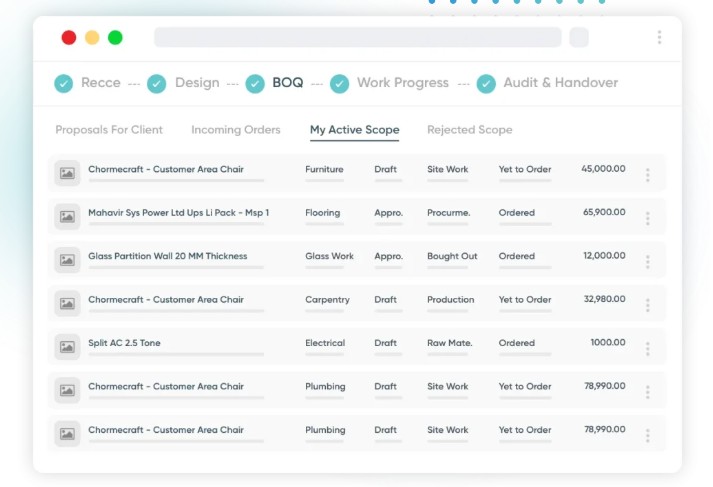 Recce --- Design --- BOQ --- Work Progress --- Audit & Handover
Proposals For Client Incoming Orders My Active Scope Rejected Scope
Chormecraft - Customer Area Chair Furniture Draft Site Work Yet to Order 45,000.00
Mahavir Sys Power Ltd Ups Li Pack - Msp 1 Flooring Appro. Procurme. Ordered 65,900.00
Glass Partition Wall 20 MM Thickness Glass Work Appro. Bought Out Ordered 12,000.00
Chormecraft - Customer Area Chair Carpentry Draft Production Yet to Order 32,980.00
Split AC 2.5 Tone Electrical Draft Raw Mate. Ordered 1000.00
Chormecraft - Customer Area Chair Plumbing Draft Site Work Yet to Order 78,990.00
Chormecraft - Customer Area Chair Plumbing Draft Site Work Yet to Order 78,990.00